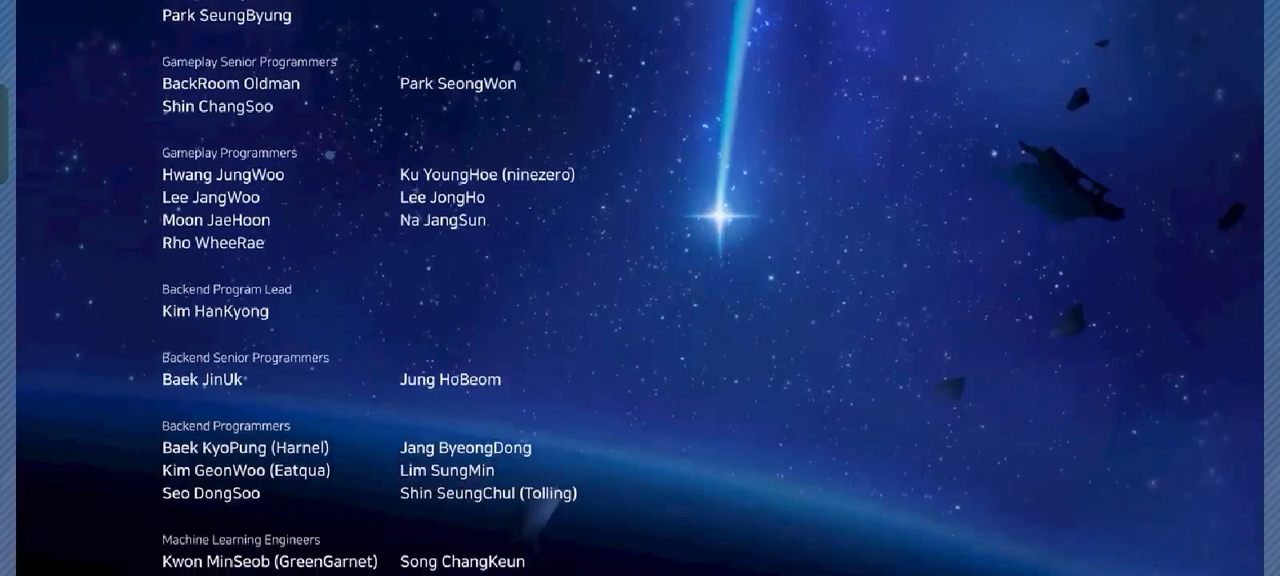 Park SeungByung
Gameplay Senior Programmers
BackRoom Oldman Park SeongWon
Shin ChangSoo
Gameplay Programmers
Hwang JungWoo Ku YoungHoe (ninezero)
Lee JangWoo Lee JongHo
Moon JaeHoon Na JangSun
Rho WheeRae
Backend Program Lead
Kim HanKyong
Backend Senior Programmers
Baek JinUk Jung HoBeom
Backend Programmers
Baek KyoPung (Harnel) Jang ByeongDong
Kim GeonWoo (Eatqua) Lim SungMin
Seo DongSoo Shin SeungChul (Tolling)
Machine Learning Engineers
Kwon MinSeob (GreenGarnet) Song ChangKeun